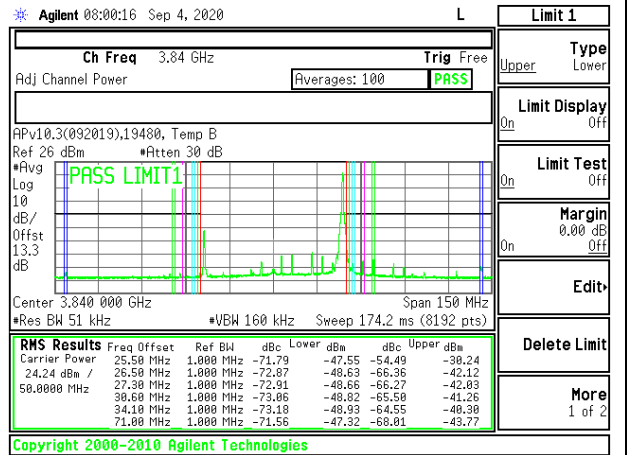 Agilent 08:00:16 Sep 4, 2020 L
Ch Freq 3.84 GHz Trig Free
Adj Channel Power Averages: 100 PASS
APv10.3(092019),19480, Temp B
Ref 26 dBm #Atten 30 dB
#Avg
Log
10
dB/
Offst
13.3
dB
PASS LIMIT1
Center 3.840 000 GHz Span 150 MHz
#Res BW 51 kHz #VBW 160 kHz Sweep 174.2 ms (8192 pts)
RMS Results Freq Offset Ref BW dBc Lower dBm dBc Upper dBm
Carrier Power 25.50 MHz 1.000 MHz -71.79 -47.55 -54.49 -30.24
24.24 dBm / 26.50 MHz 1.000 MHz -72.87 -48.63 -66.36 -42.12
50.0000 MHz 27.30 MHz 1.000 MHz -72.91 -48.66 -66.27 -42.03
30.60 MHz 1.000 MHz -73.06 -48.82 -65.50 -41.26
34.10 MHz 1.000 MHz -73.18 -48.93 -64.55 -40.30
71.00 MHz 1.000 MHz -71.56 -47.32 -68.01 -43.77
Copyright 2000-2010 Agilent Technologies
Limit 1
Type
Upper Lower
Limit Display
On Off
Limit Test
On Off
Margin
0.00 dB
On Off
Edit
Delete Limit
More
1 of 2